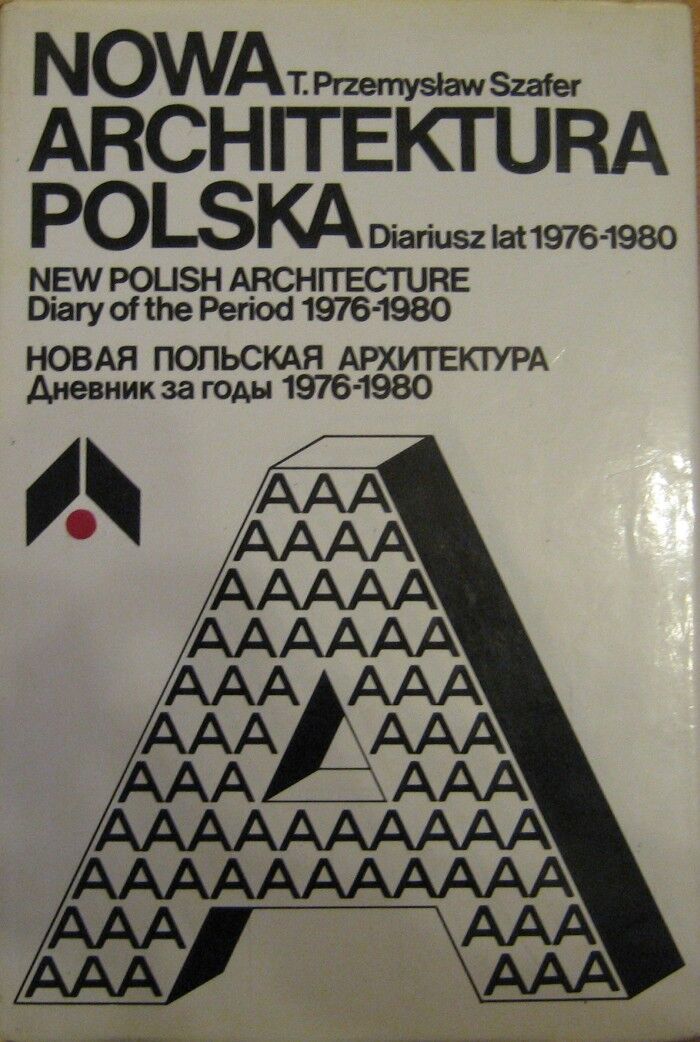 NOWA T. Przemysław Szafer
ARCHITEKTURA
POLSKA Diariusz lat 1976-1980
NEW POLISH ARCHITECTURE
Diary of the Period 1976-1980
НОВАЯ ПОЛЬСКАЯ АРХИТЕКТУРА
Дневник за годы 1976-1980
AAA
AAAA
AAAAA
AAAAAA
AAA AAA
AAA AAA
AAA AAA
AAAAAAAAAA
AAAAAAAAAAA
AAA AAA
AAA AAA